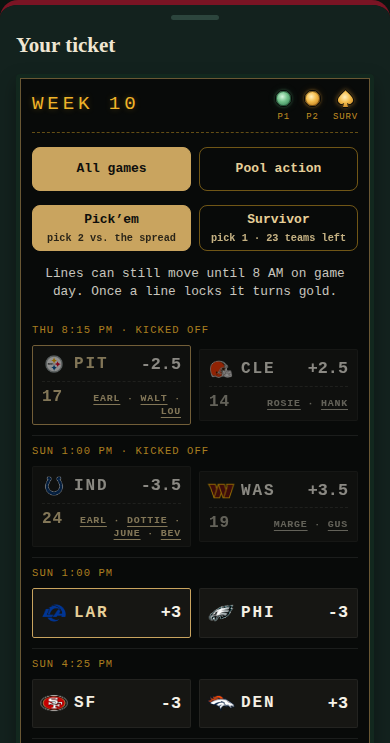 Your ticket
WEEK 10
P1 P2 SURV
All games Pool action
Pick’em Survivor
pick 2 vs. the spread pick 1 · 23 teams left
Lines can still move until 8 AM on game
day. Once a line locks it turns gold.
THU 8:15 PM · KICKED OFF
PIT -2.5 CLE +2.5
17 EARL · WALT · 14 ROSIE · HANK
LOU
SUN 1:00 PM · KICKED OFF
IND -3.5 WAS +3.5
24 EARL · DOTTIE · 19 MARGE · GUS
JUNE · BEV
SUN 1:00 PM
LAR +3 PHI -3
SUN 4:25 PM
SF -3 DEN +3